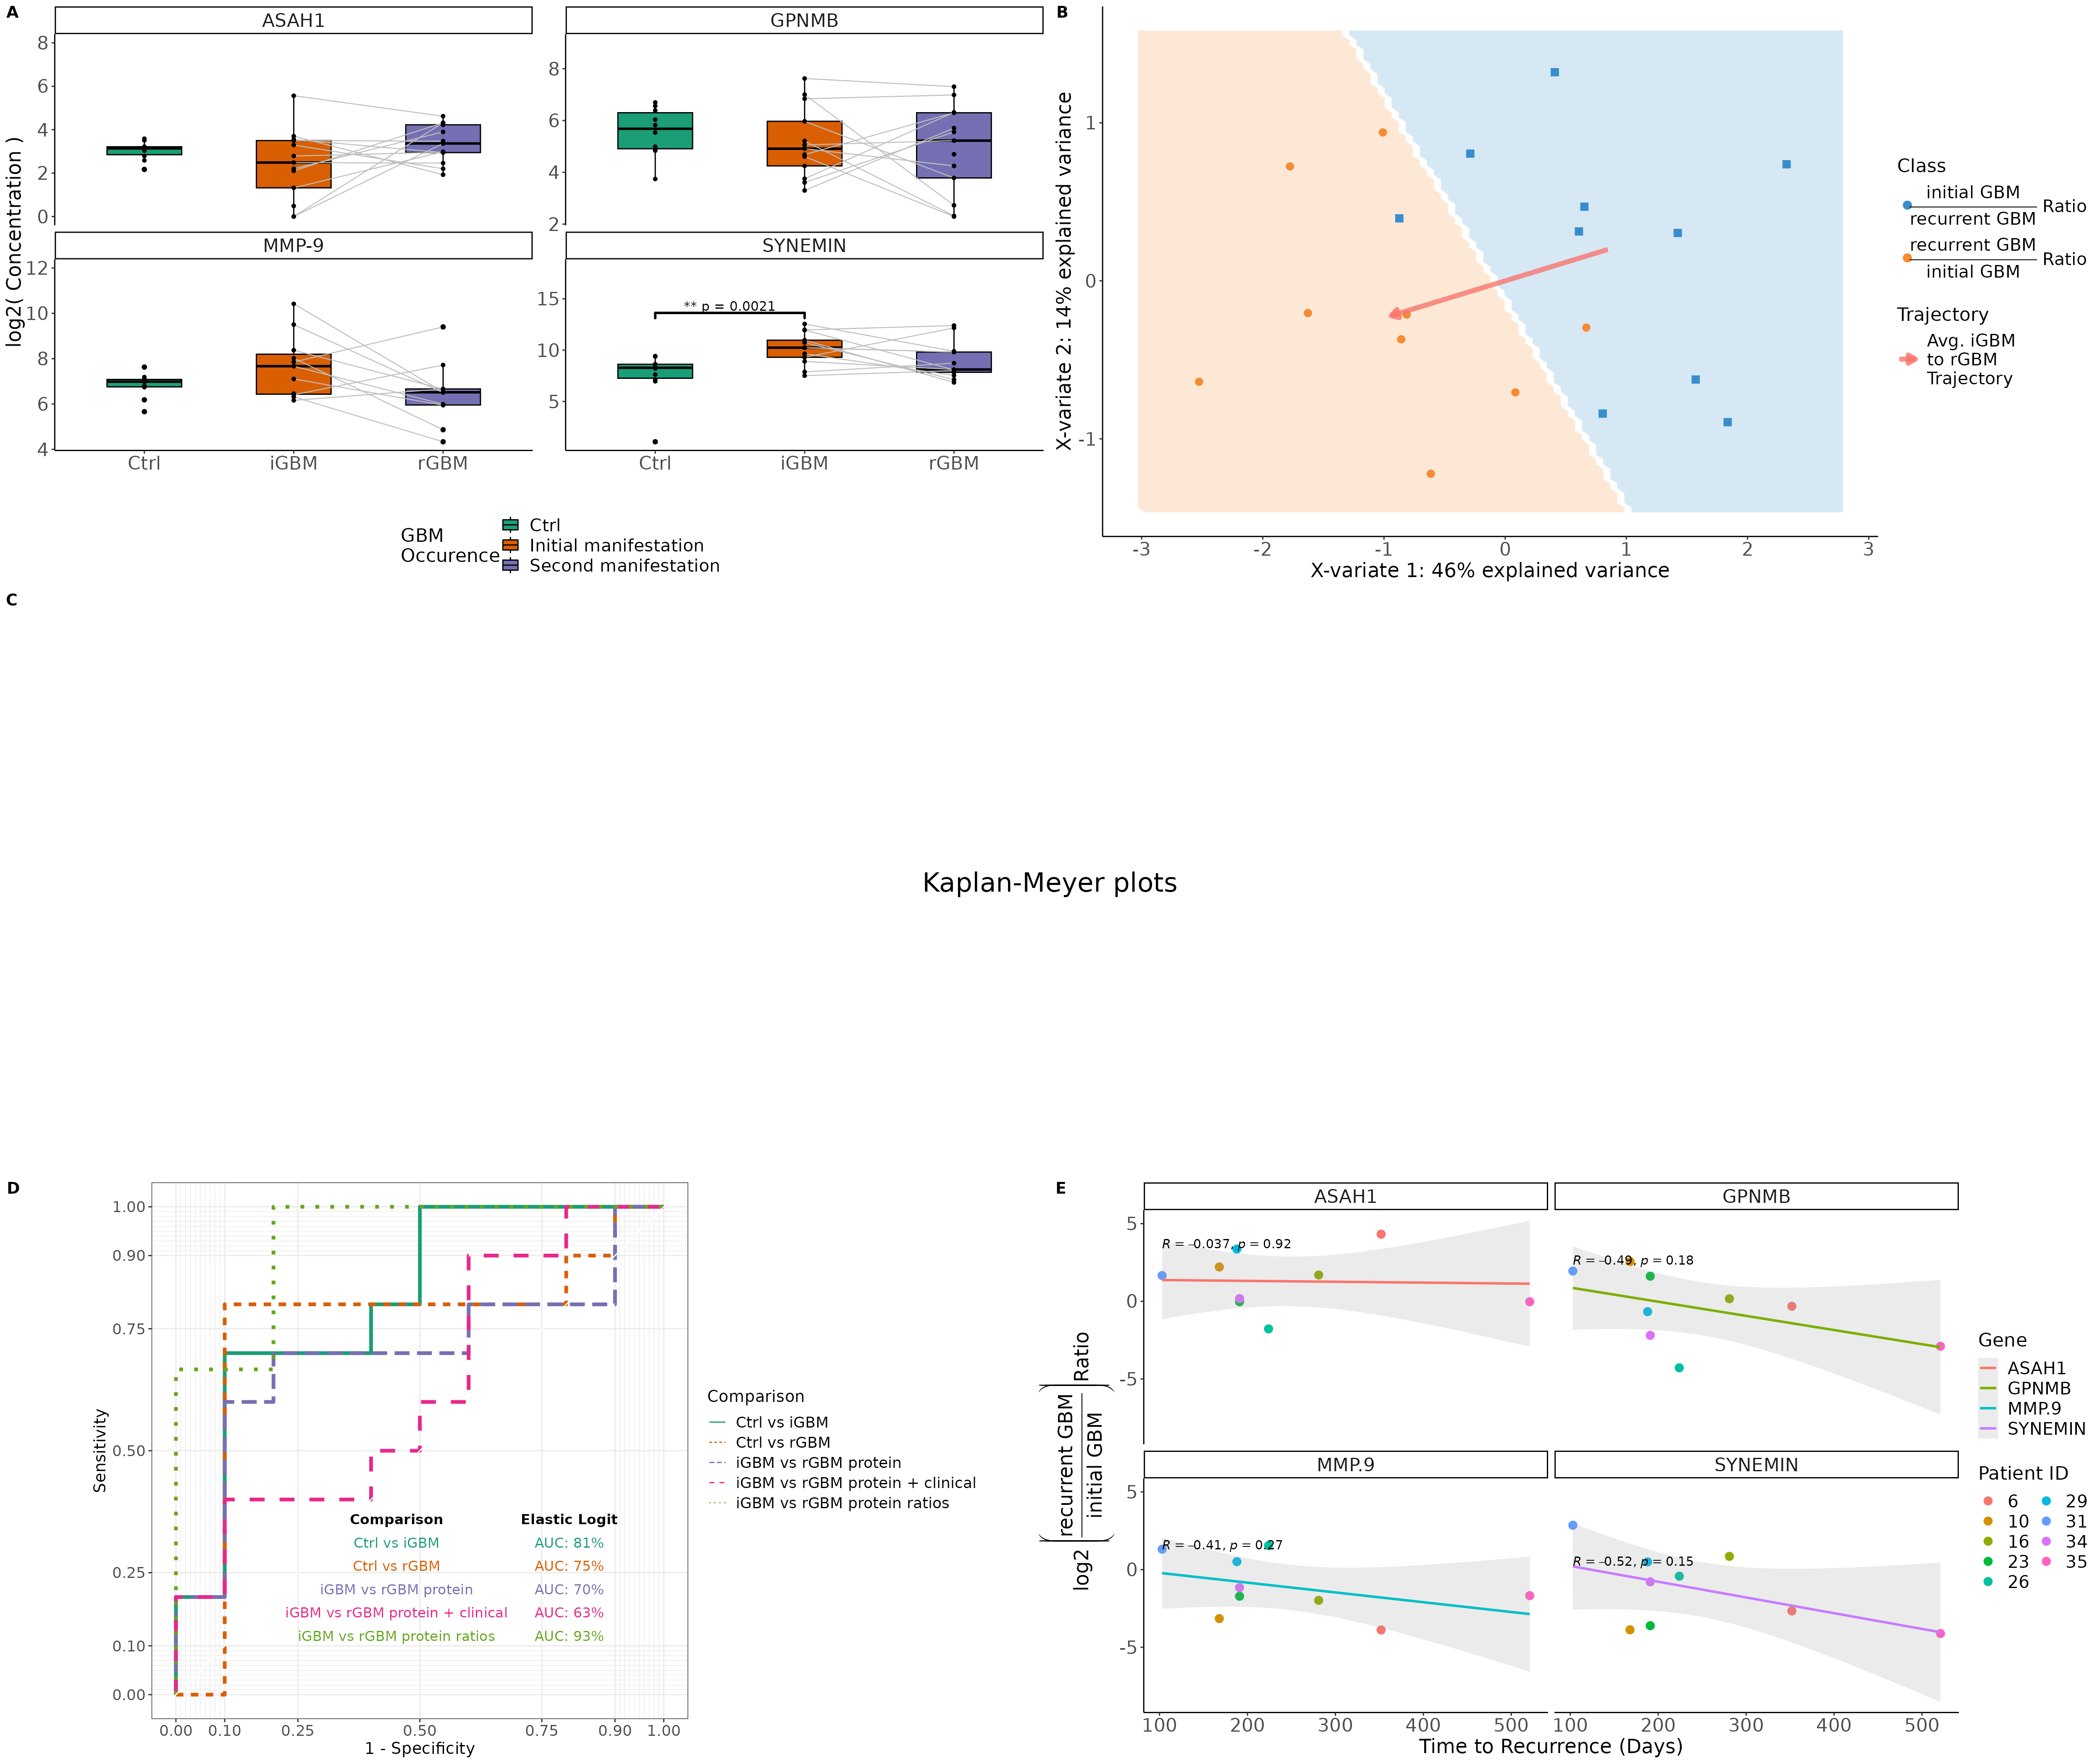 A
ASAH1
GPNMB
8
6
4
2
0
8
6
4
2
MMP-9
SYNEMIN
12
10
8
6
4
15
10
5
** p = 0.0021
log2( Concentration )
Ctrl
iGBM
rGBM
Ctrl
iGBM
rGBM
GBM
Occurence
Ctrl
Initial manifestation
Second manifestation
B
1
0
-1
X-variate 2: 14% explained variance
-3
-2
-1
0
1
2
3
X-variate 1: 46% explained variance
Class
initial GBM
recurrent GBM
Ratio
recurrent GBM
initial GBM
Ratio
Trajectory
Avg. iGBM
to rGBM
Trajectory
C
Kaplan-Meyer plots
D
1.00
0.90
0.75
0.50
0.25
0.10
0.00
Sensitivity
0.00
0.10
0.25
0.50
0.75
0.90
1.00
1 - Specificity
Comparison
Elastic Logit
Ctrl vs iGBM
AUC: 81%
Ctrl vs rGBM
AUC: 75%
iGBM vs rGBM protein
AUC: 70%
iGBM vs rGBM protein + clinical
AUC: 63%
iGBM vs rGBM protein ratios
AUC: 93%
Comparison
Ctrl vs iGBM
Ctrl vs rGBM
iGBM vs rGBM protein
iGBM vs rGBM protein + clinical
iGBM vs rGBM protein ratios
E
ASAH1
GPNMB
5
0
-5
R = –0.037, p = 0.92
R = –0.49, p = 0.18
MMP.9
SYNEMIN
5
0
-5
R = –0.41, p = 0.27
R = –0.52, p = 0.15
log2 (recurrent GBM
initial GBM) Ratio
100
200
300
400
500
100
200
300
400
500
Time to Recurrence (Days)
Gene
ASAH1
GPNMB
MMP.9
SYNEMIN
Patient ID
6
10
16
23
26
29
31
34
35